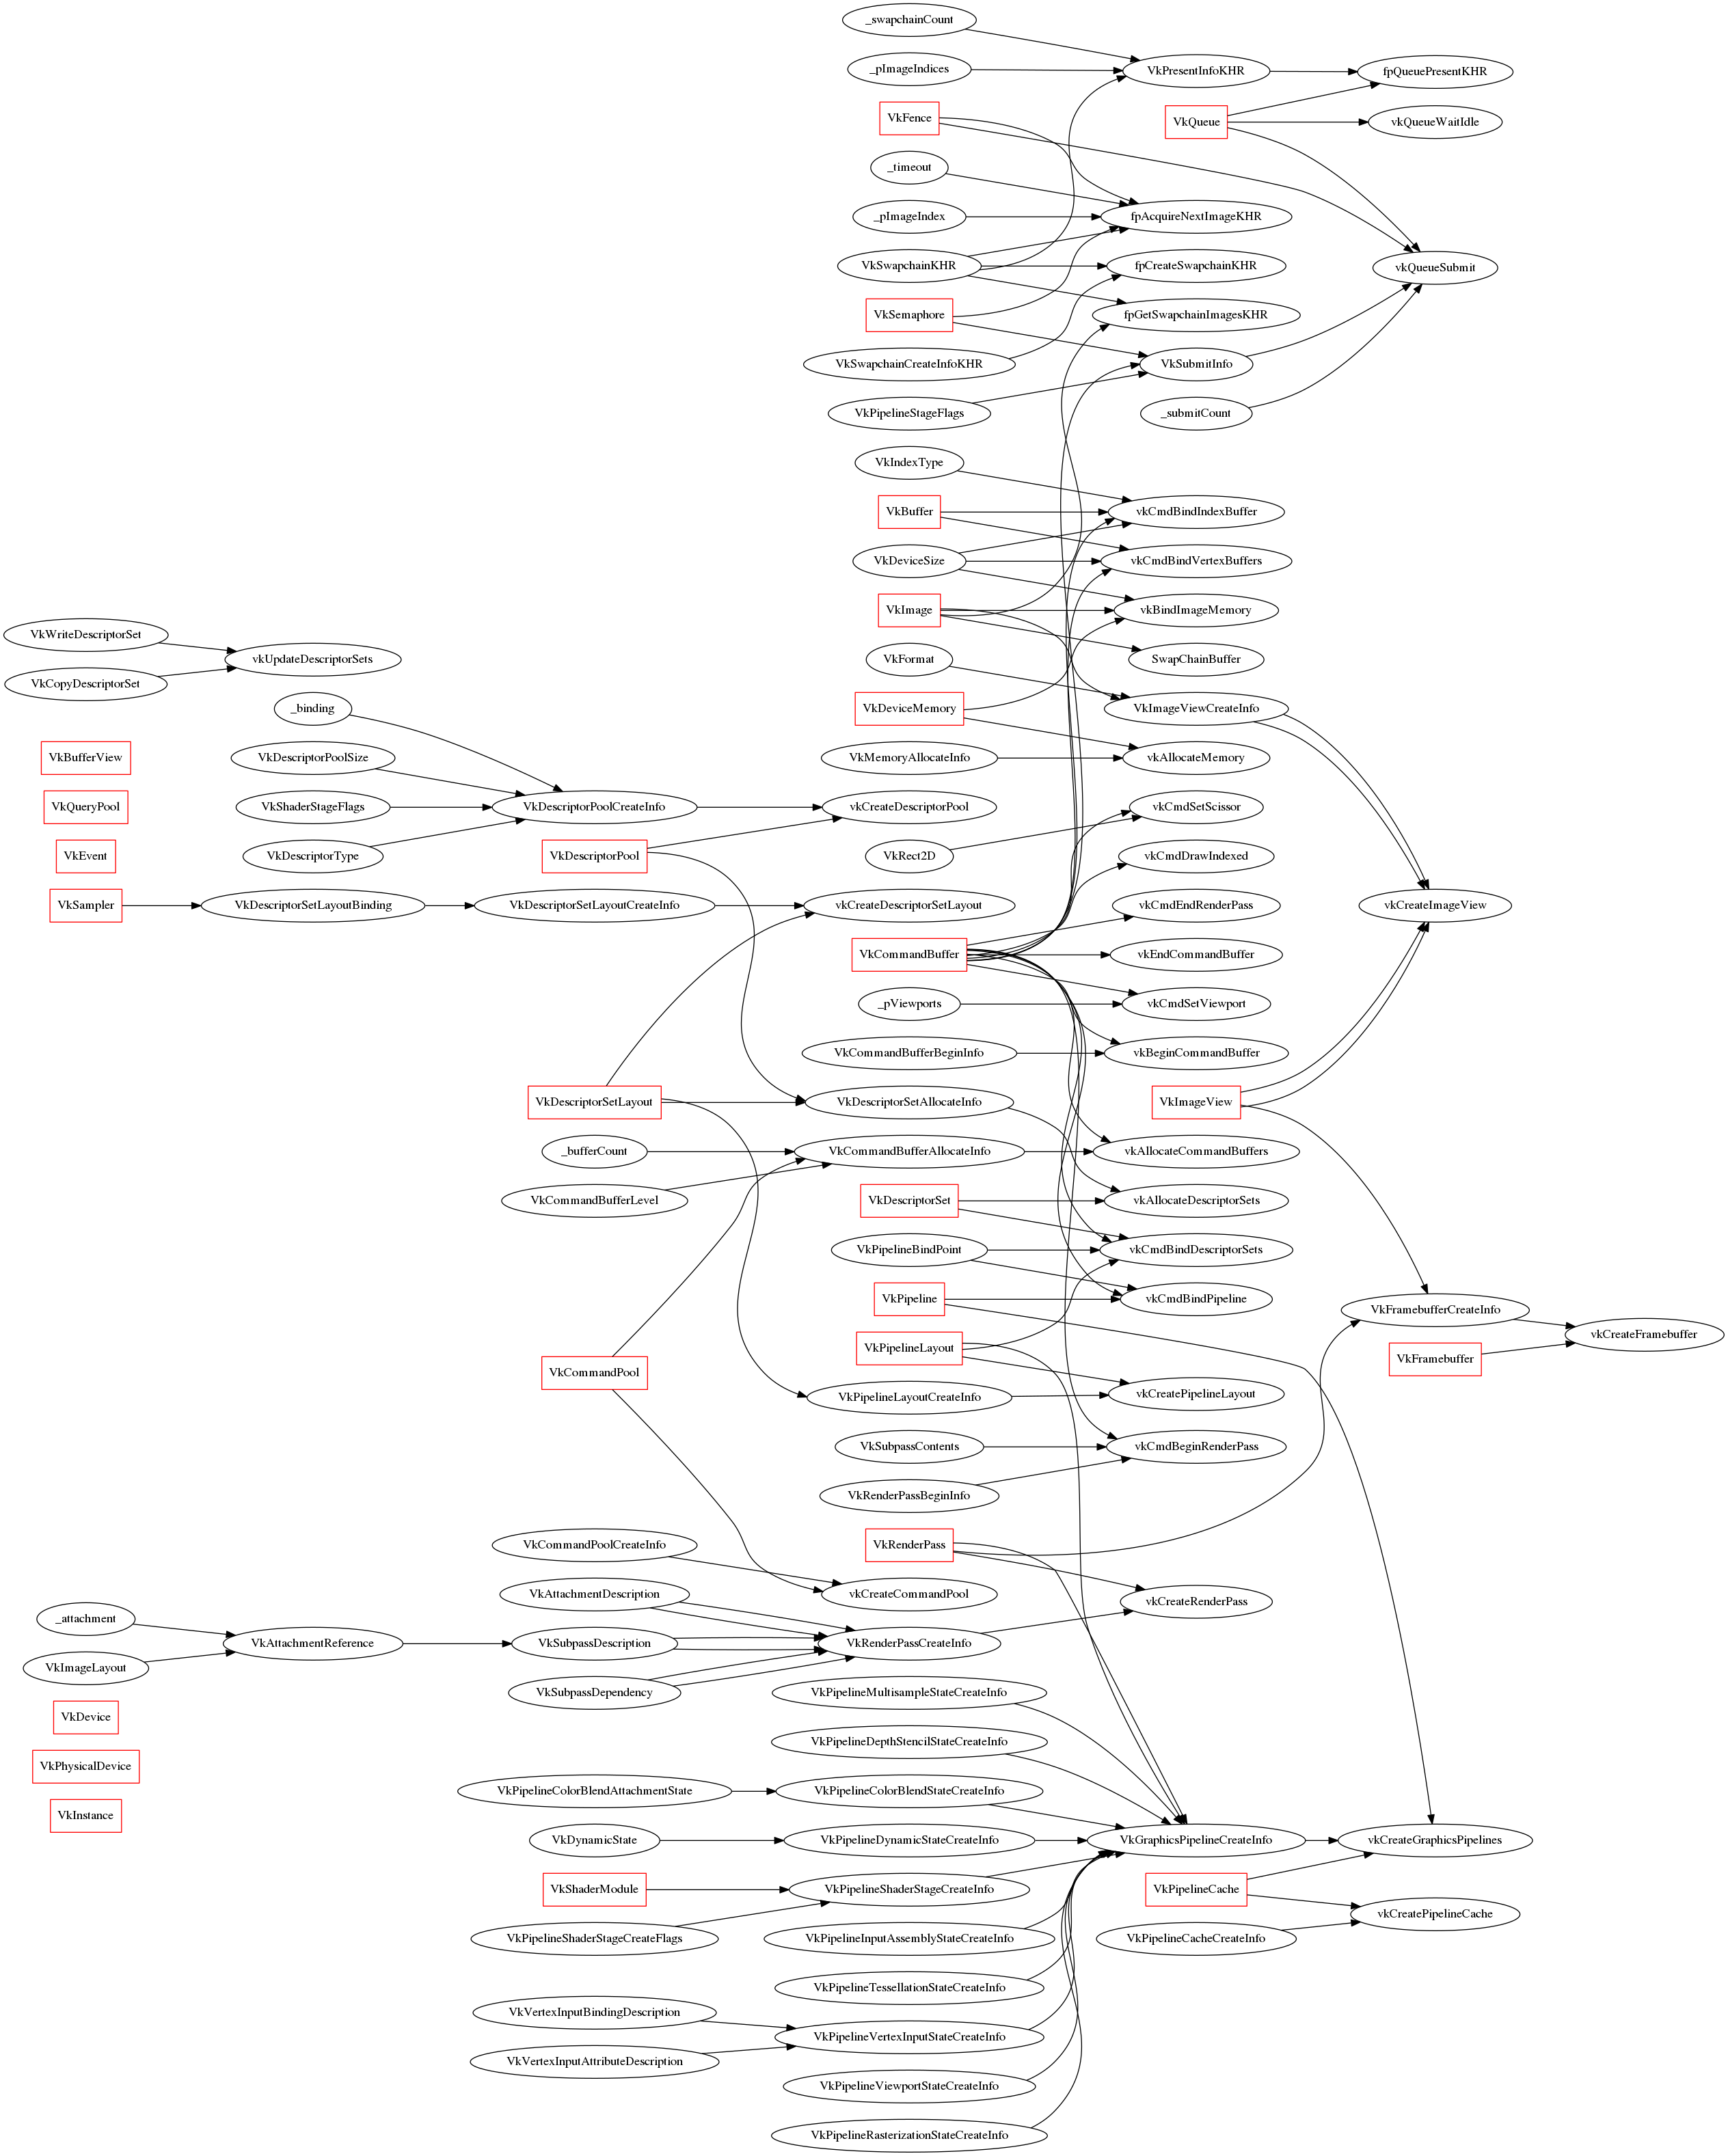 _swapchainCount
_pImageIndices
VkPresentInfoKHR
fpQueuePresentKHR
VkFence
VkQueue
vkQueueWaitIdle
_timeout
_pImageIndex
fpAcquireNextImageKHR
VkSwapchainKHR
fpCreateSwapchainKHR
vkQueueSubmit
VkSemaphore
fpGetSwapchainImagesKHR
VkSwapchainCreateInfoKHR
VkSubmitInfo
VkPipelineStageFlags
_submitCount
VkIndexType
VkBuffer
vkCmdBindIndexBuffer
VkDeviceSize
vkCmdBindVertexBuffers
VkImage
vkBindImageMemory
VkWriteDescriptorSet
vkUpdateDescriptorSets
VkFormat
SwapChainBuffer
VkCopyDescriptorSet
_binding
VkDeviceMemory
VkImageViewCreateInfo
VkBufferView
VkDescriptorPoolSize
VkMemoryAllocateInfo
vkAllocateMemory
VkQueryPool
VkShaderStageFlags
VkDescriptorPoolCreateInfo
vkCreateDescriptorPool
vkCmdSetScissor
VkEvent
VkDescriptorType
VkDescriptorPool
VkRect2D
vkCmdDrawIndexed
VkSampler
VkDescriptorSetLayoutBinding
VkDescriptorSetLayoutCreateInfo
vkCreateDescriptorSetLayout
vkCmdEndRenderPass
vkCreateImageView
VkCommandBuffer
vkEndCommandBuffer
_pViewports
vkCmdSetViewport
VkCommandBufferBeginInfo
vkBeginCommandBuffer
VkDescriptorSetLayout
VkDescriptorSetAllocateInfo
VkImageView
_bufferCount
VkCommandBufferAllocateInfo
vkAllocateCommandBuffers
VkCommandBufferLevel
VkDescriptorSet
vkAllocateDescriptorSets
VkPipelineBindPoint
vkCmdBindDescriptorSets
VkPipeline
vkCmdBindPipeline
VkFramebufferCreateInfo
vkCreateFramebuffer
VkPipelineLayout
VkFramebuffer
VkCommandPool
VkPipelineLayoutCreateInfo
vkCreatePipelineLayout
VkSubpassContents
vkCmdBeginRenderPass
VkRenderPassBeginInfo
VkCommandPoolCreateInfo
VkRenderPass
VkAttachmentDescription
vkCreateCommandPool
vkCreateRenderPass
_attachment
VkAttachmentReference
VkSubpassDescription
VkRenderPassCreateInfo
VkImageLayout
VkSubpassDependency
VkPipelineMultisampleStateCreateInfo
VkDevice
VkPipelineDepthStencilStateCreateInfo
VkPhysicalDevice
VkPipelineColorBlendAttachmentState
VkPipelineColorBlendStateCreateInfo
VkInstance
VkDynamicState
VkPipelineDynamicStateCreateInfo
VkGraphicsPipelineCreateInfo
vkCreateGraphicsPipelines
VkShaderModule
VkPipelineShaderStageCreateInfo
VkPipelineCache
vkCreatePipelineCache
VkPipelineShaderStageCreateFlags
VkPipelineInputAssemblyStateCreateInfo
VkPipelineCacheCreateInfo
VkPipelineTessellationStateCreateInfo
VkVertexInputBindingDescription
VkPipelineVertexInputStateCreateInfo
VkVertexInputAttributeDescription
VkPipelineViewportStateCreateInfo
VkPipelineRasterizationStateCreateInfo